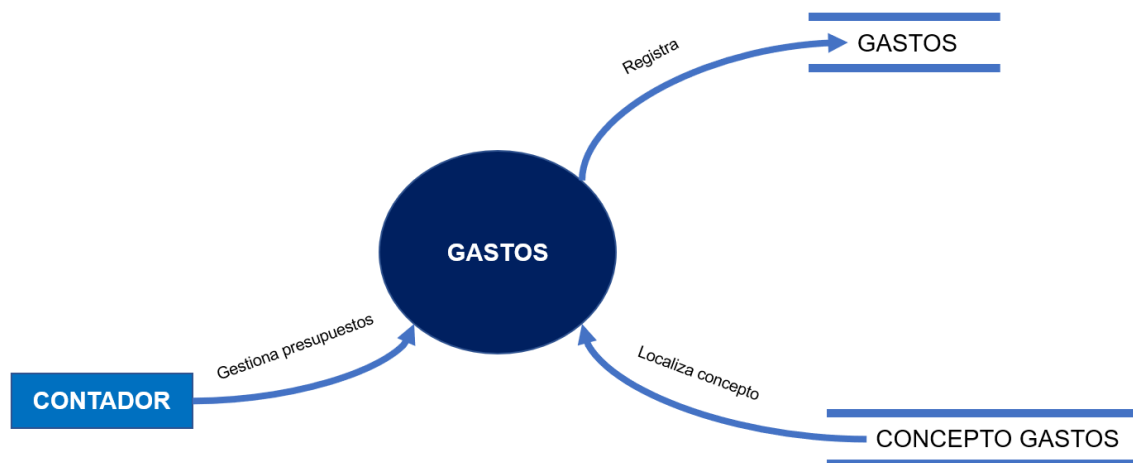 GASTOS
Registra
GASTOS
Gestiona presupuestos
Localiza concepto
CONTADOR
CONCEPTO GASTOS